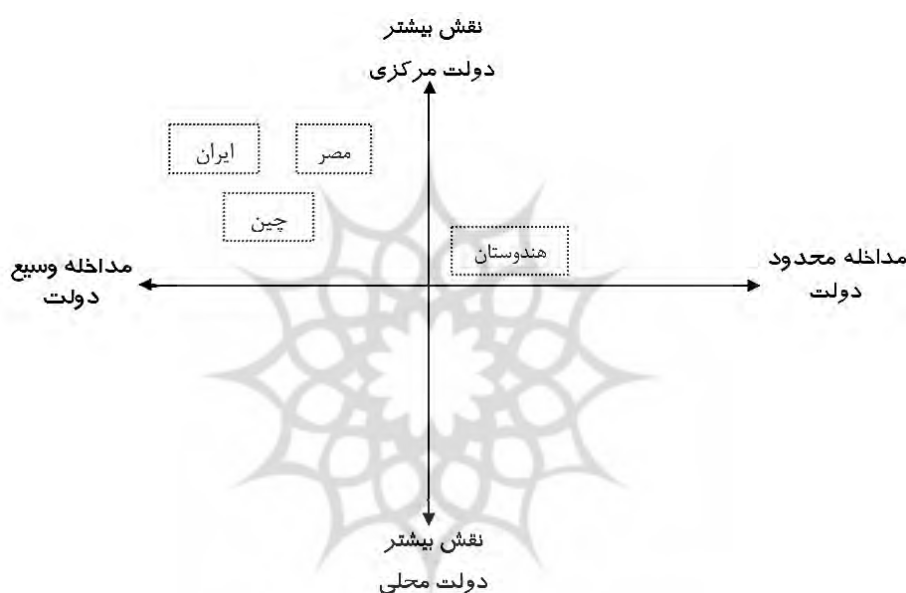 نقش بیشتر
دولت مرکزی
ایران
مصر
چین
هندوستان
مداخله محدود
دولت
مداخله وسیع
دولت
نقش بیشتر
دولت محلی